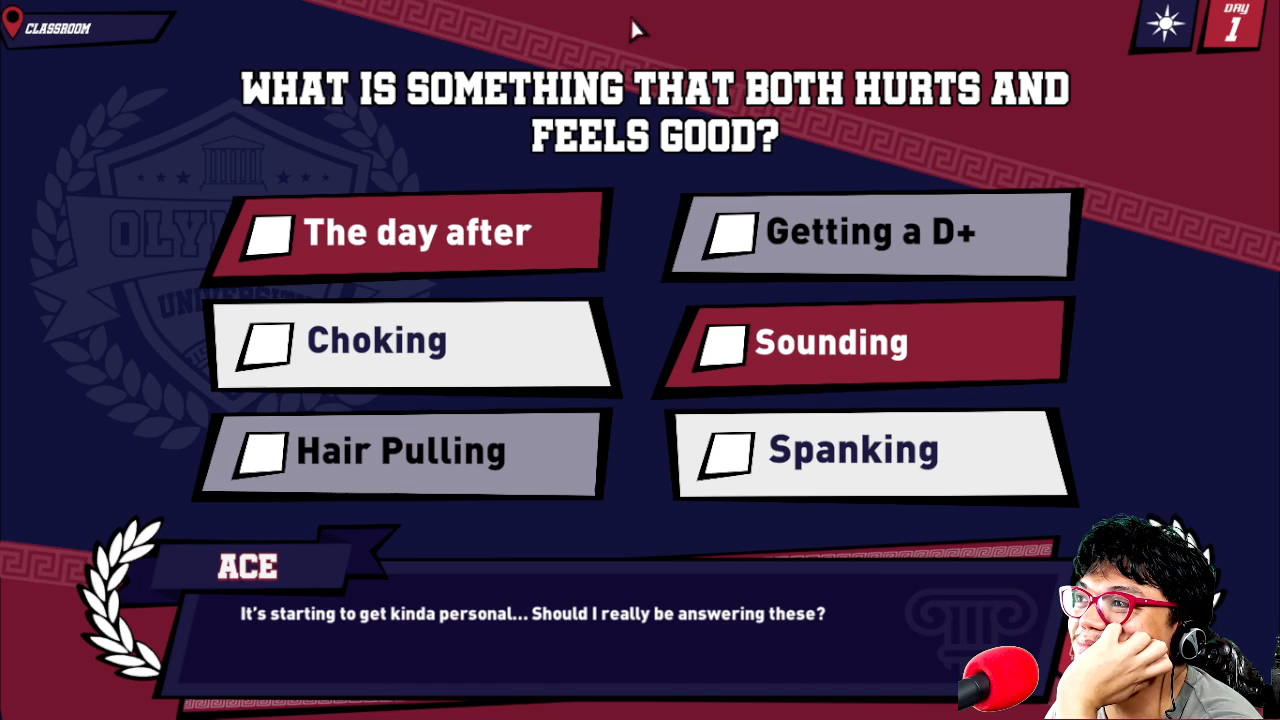 CLASSROOM
DAY
1
WHAT IS SOMETHING THAT BOTH HURTS AND
FEELS GOOD?
The day after
Getting a D+
Choking
Sounding
Hair Pulling
Spanking
ACE
It's starting to get kinda personal... Should I really be answering these?